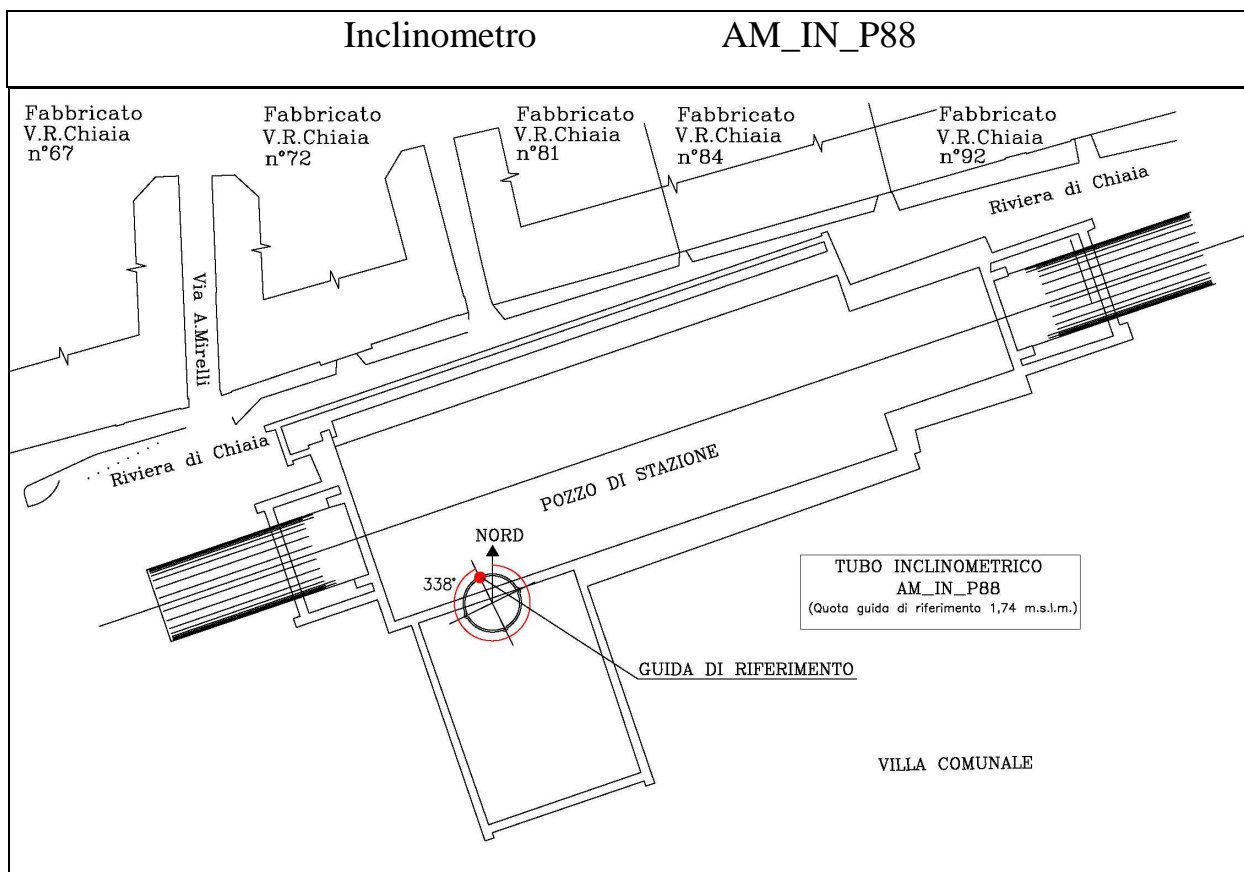 Inclinometro AM_IN_P88
Fabbricato
V.R.Chiaia
n°67
Fabbricato
V.R.Chiaia
n°72
Fabbricato
V.R.Chiaia
n°81
Fabbricato
V.R.Chiaia
n°84
Fabbricato
V.R.Chiaia
n°92
Riviera di Chiaia
Via A.Mirelli
Riviera di Chiaia
POZZO DI STAZIONE
NORD
338°
TUBO INCLINOMETRICO
AM_IN_P88
(Quota guida di riferimento 1,74 m.s.l.m.)
GUIDA DI RIFERIMENTO
VILLA COMUNALE